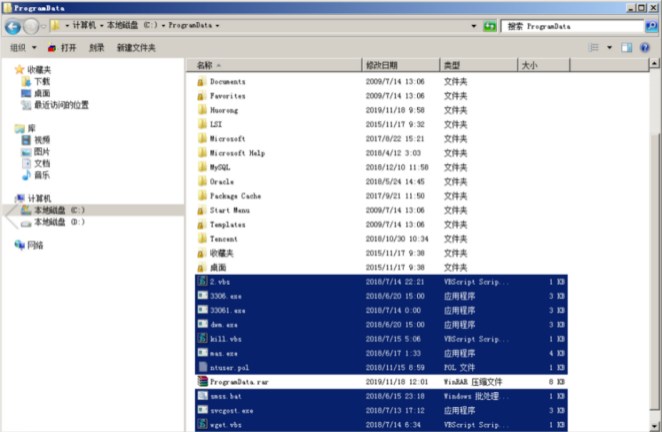 ProgramData
计算机 本地磁盘 (C:) ProgramData
搜索 ProgramData
组织 打开 刻录 新建文件夹
收藏夹
下载
桌面
最近访问的位置
库
视频
图片
文档
音乐
计算机
本地磁盘 (C:)
本地磁盘 (D:)
网络
名称 修改日期 类型 大小
Documents 2009/7/14 13:06 文件夹
Favorites 2009/7/14 13:06 文件夹
Huorong 2019/11/18 9:58 文件夹
LSI 2015/11/17 9:32 文件夹
Microsoft 2017/8/22 15:21 文件夹
Microsoft Help 2018/4/12 3:03 文件夹
MySQL 2018/12/10 11:58 文件夹
Oracle 2018/5/24 14:45 文件夹
Package Cache 2017/9/21 11:50 文件夹
Start Menu 2009/7/14 13:06 文件夹
Templates 2009/7/14 13:06 文件夹
Tencent 2018/10/30 10:34 文件夹
收藏夹 2015/11/17 9:38 文件夹
桌面 2015/11/17 9:38 文件夹
2.vbs 2018/7/14 22:21 VBScript Scrip... 1 KB
3306.exe 2018/6/20 15:00 应用程序 3 KB
33061.exe 2018/7/14 0:00 应用程序 3 KB
dem.exe 2018/6/20 15:00 应用程序 3 KB
kill.vbs 2018/7/15 5:06 VBScript Scrip... 1 KB
max.exe 2018/6/17 1:33 应用程序 4 KB
ntuser.pol 2016/11/15 8:59 POL 文件 1 KB
ProgramData.rar 2019/11/18 12:01 WinRAR 压缩文件 8 KB
smss.bat 2018/6/15 23:18 Windows 批处理... 1 KB
svcgost.exe 2018/7/13 17:12 应用程序 3 KB
wget.vbs 2018/7/14 6:34 VBScript Scrip... 1 KB